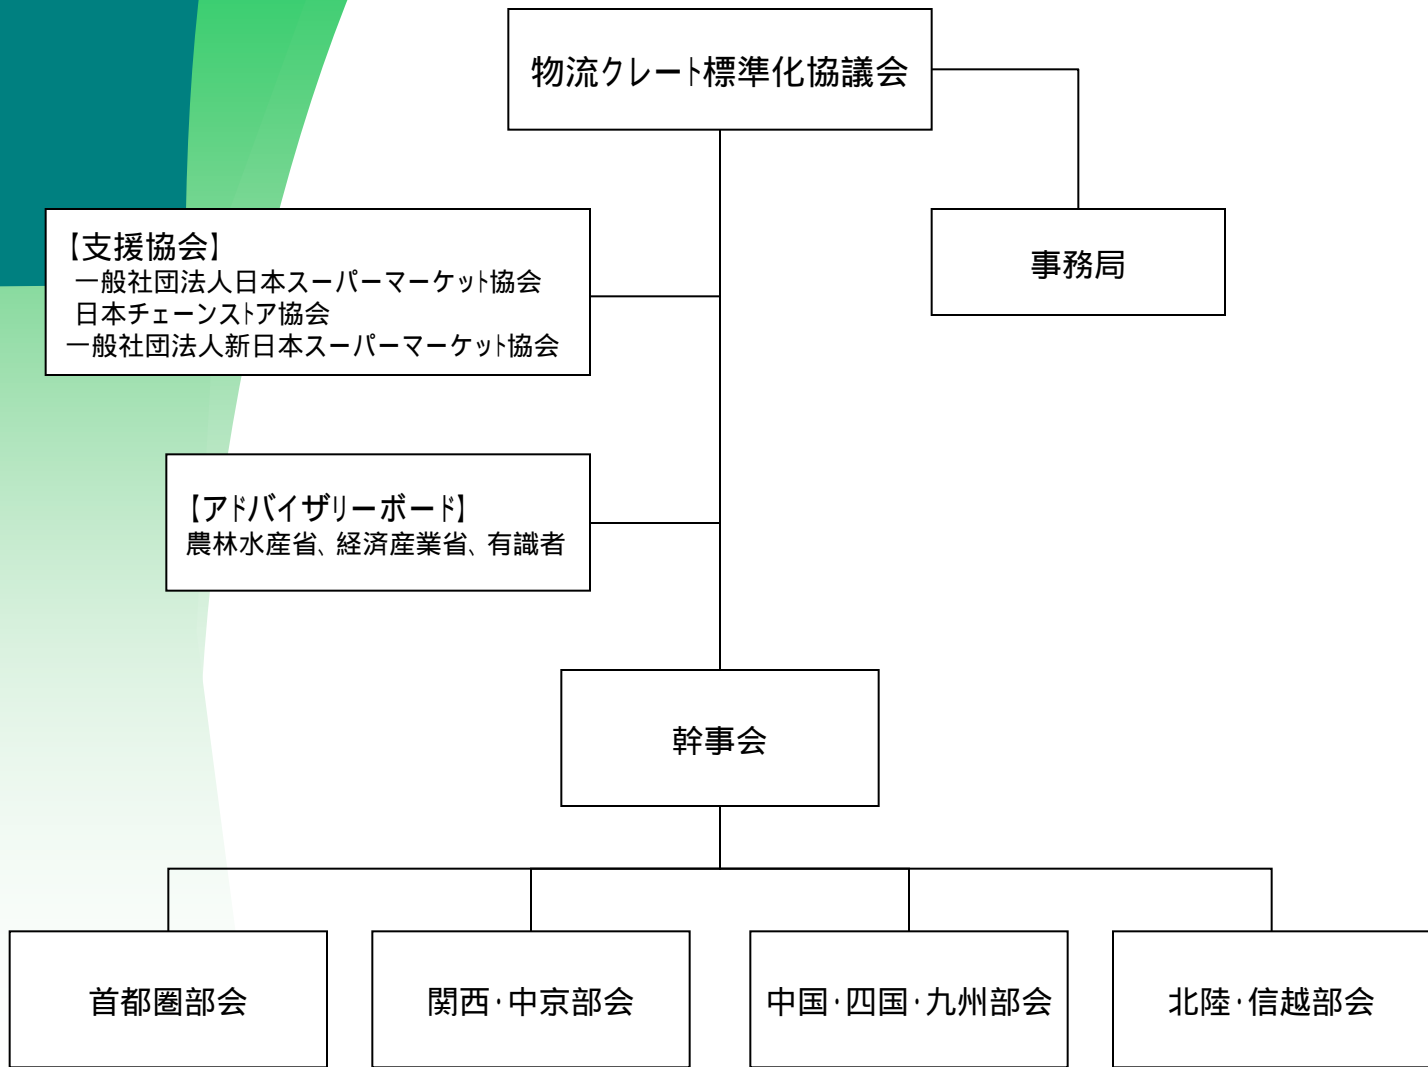 物流クレート標準化協議会
【支援協会】
一般社団法人日本スーパーマーケット協会
日本チェーンストア協会
一般社団法人新日本スーパーマーケット協会
事務局
【アドバイザリーボード】
農林水産省、経済産業省、有識者
幹事会
首都圏部会
関西・中京部会
中国・四国・九州部会
北陸・信越部会